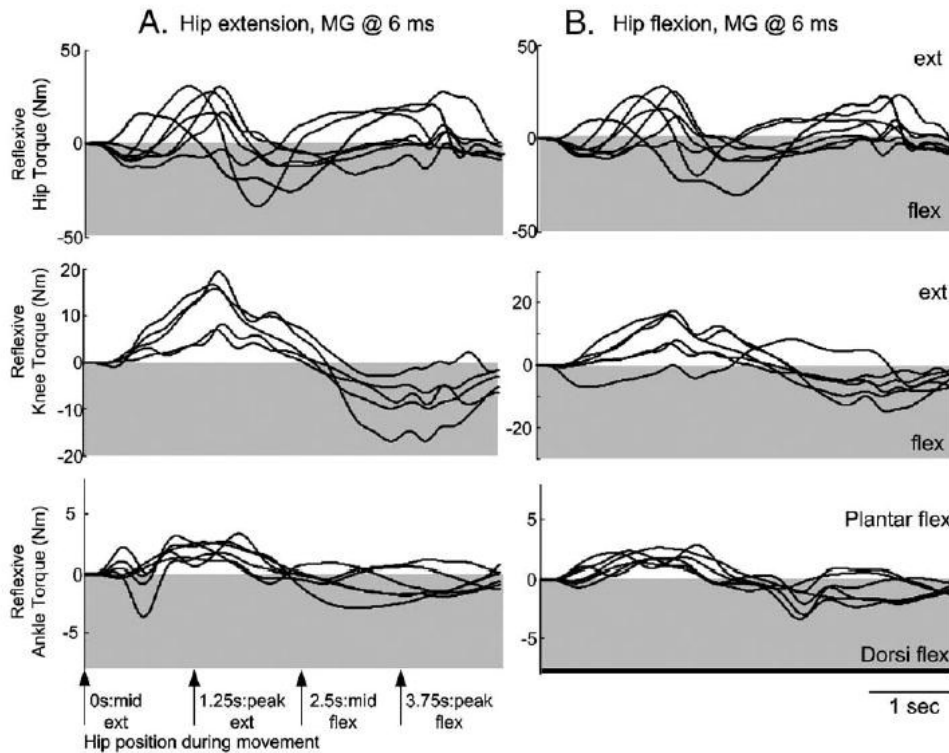 A. Hip extension, MG @ 6 ms
B. Hip flexion, MG @ 6 ms
Reflexive
Hip Torque (Nm)
50
0
-50
50
0
-50
ext
flex
Reflexive
Knee Torque (Nm)
20
10
0
-10
-20
20
0
-20
ext
flex
Reflexive
Ankle Torque (Nm)
5
0
-5
5
0
-5
Plantar flex
Dorsi flex
0s:mid
ext
1.25s:peak
ext
2.5s:mid
flex
3.75s:peak
flex
Hip position during movement
1 sec